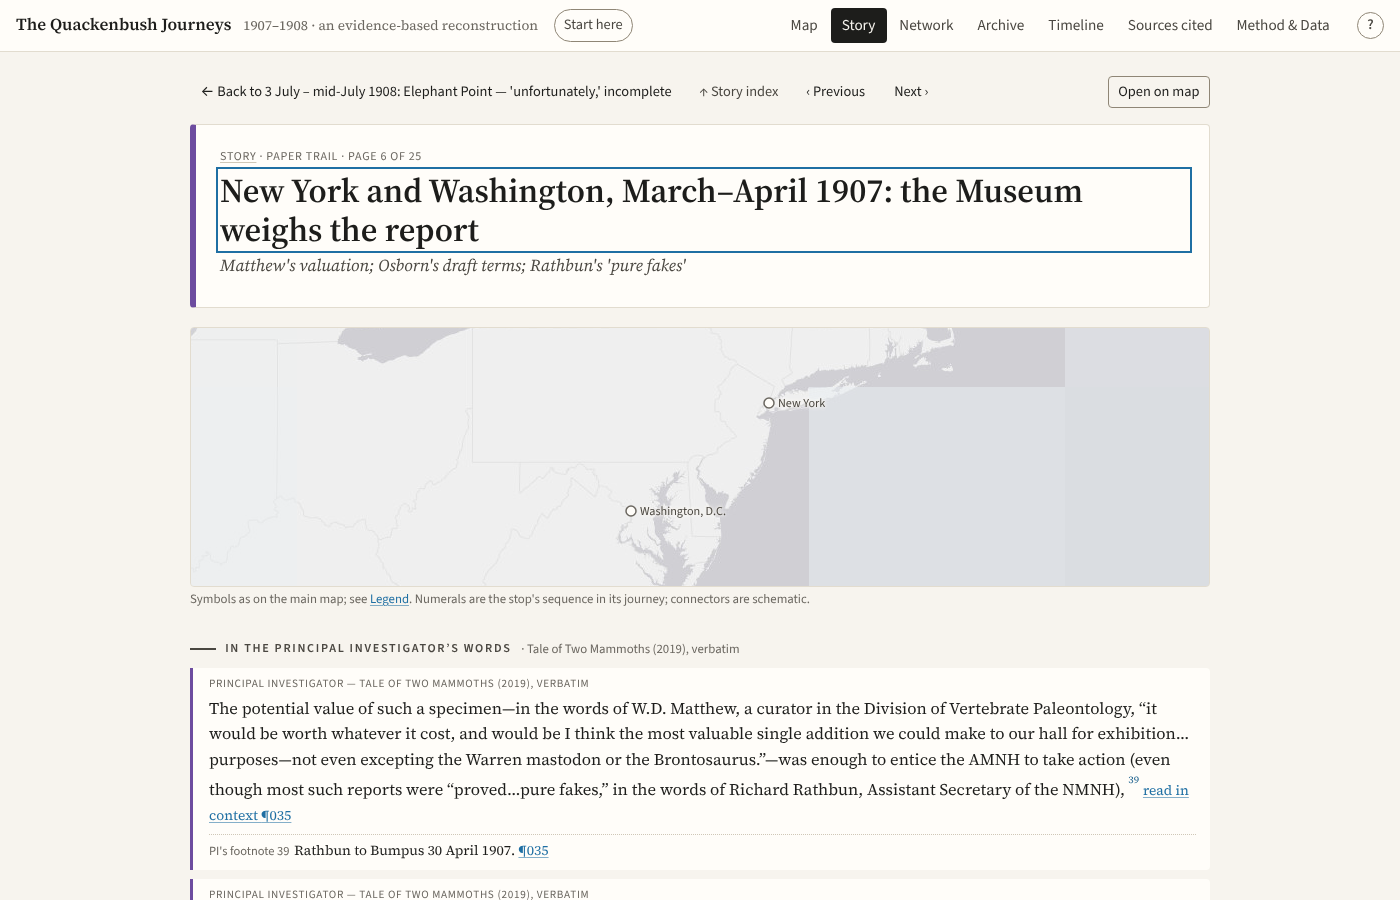 The Quackenbush Journeys 1907–1908 · an evidence-based reconstruction Start here Map Story Network Archive Timeline Sources cited Method & Data ?
← Back to 3 July – mid-July 1908: Elephant Point — 'unfortunately,' incomplete ↑ Story index ‹ Previous Next › Open on map
STORY · PAPER TRAIL · PAGE 6 OF 25
New York and Washington, March–April 1907: the Museum
weighs the report
Matthew's valuation; Osborn's draft terms; Rathbun's 'pure fakes'
New York
Washington, D.C.
Symbols as on the main map; see Legend. Numerals are the stop's sequence in its journey; connectors are schematic.
IN THE PRINCIPAL INVESTIGATOR’S WORDS · Tale of Two Mammoths (2019), verbatim
PRINCIPAL INVESTIGATOR — TALE OF TWO MAMMOTHS (2019), VERBATIM
The potential value of such a specimen—in the words of W.D. Matthew, a curator in the Division of Vertebrate Paleontology, “it
would be worth whatever it cost, and would be I think the most valuable single addition we could make to our hall for exhibition…
purposes—not even excepting the Warren mastodon or the Brontosaurus.”—was enough to entice the AMNH to take action (even
though most such reports were “proved…pure fakes,” in the words of Richard Rathbun, Assistant Secretary of the NMNH), 39 read in
context ¶035
PI's footnote 39 Rathbun to Bumpus 30 April 1907. ¶035
PRINCIPAL INVESTIGATOR — TALE OF TWO MAMMOTHS (2019), VERBATIM